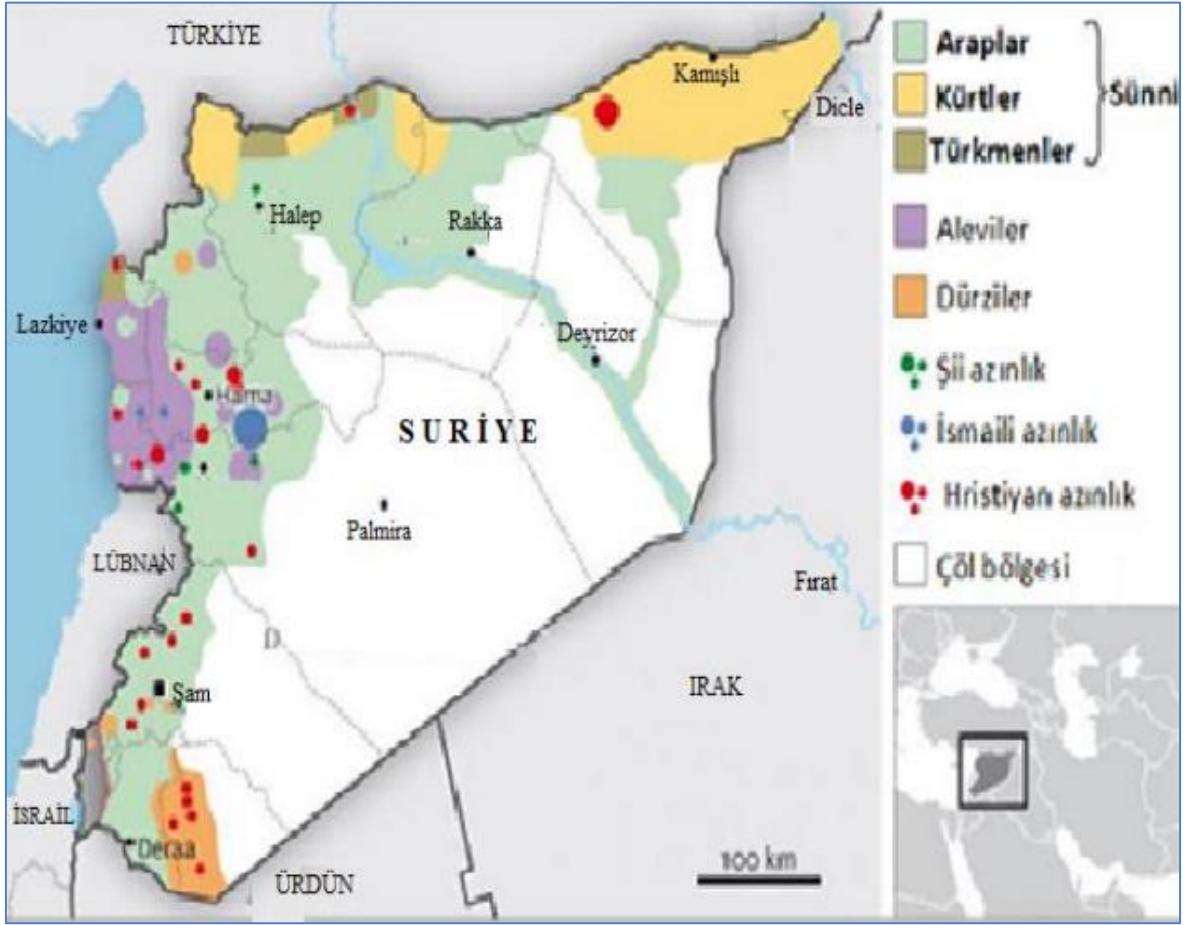 TÜRKİYE
Kamışlı
Dicle
Halep
Rakka
Lazkiye
Deyrizor
Hama
SURİYE
Palmira
LÜBNAN
Fırat
D
Şam
IRAK
İSRAİL
Deraa
ÜRDÜN
100 km
Araplar
Kürtler
Türkmenler
Sünni
Aleviler
Dürziler
Şii azınlık
İsmaili azınlık
Hristiyan azınlık
Çöl bölgesi